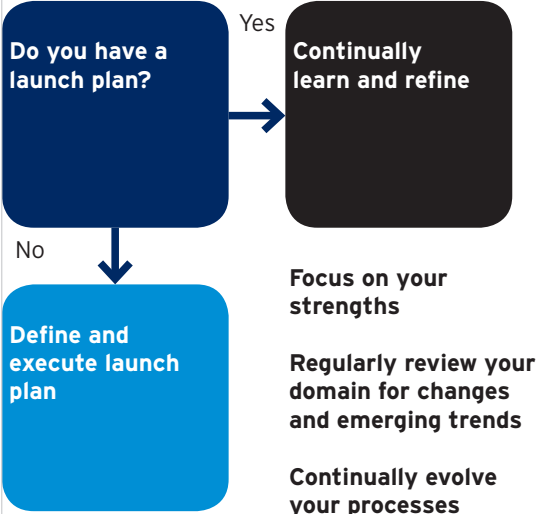 Do you have a
launch plan?
Yes
Continually
learn and refine
No
Define and
execute launch
plan
Focus on your
strengths
Regularly review your
domain for changes
and emerging trends
Continually evolve
your processes